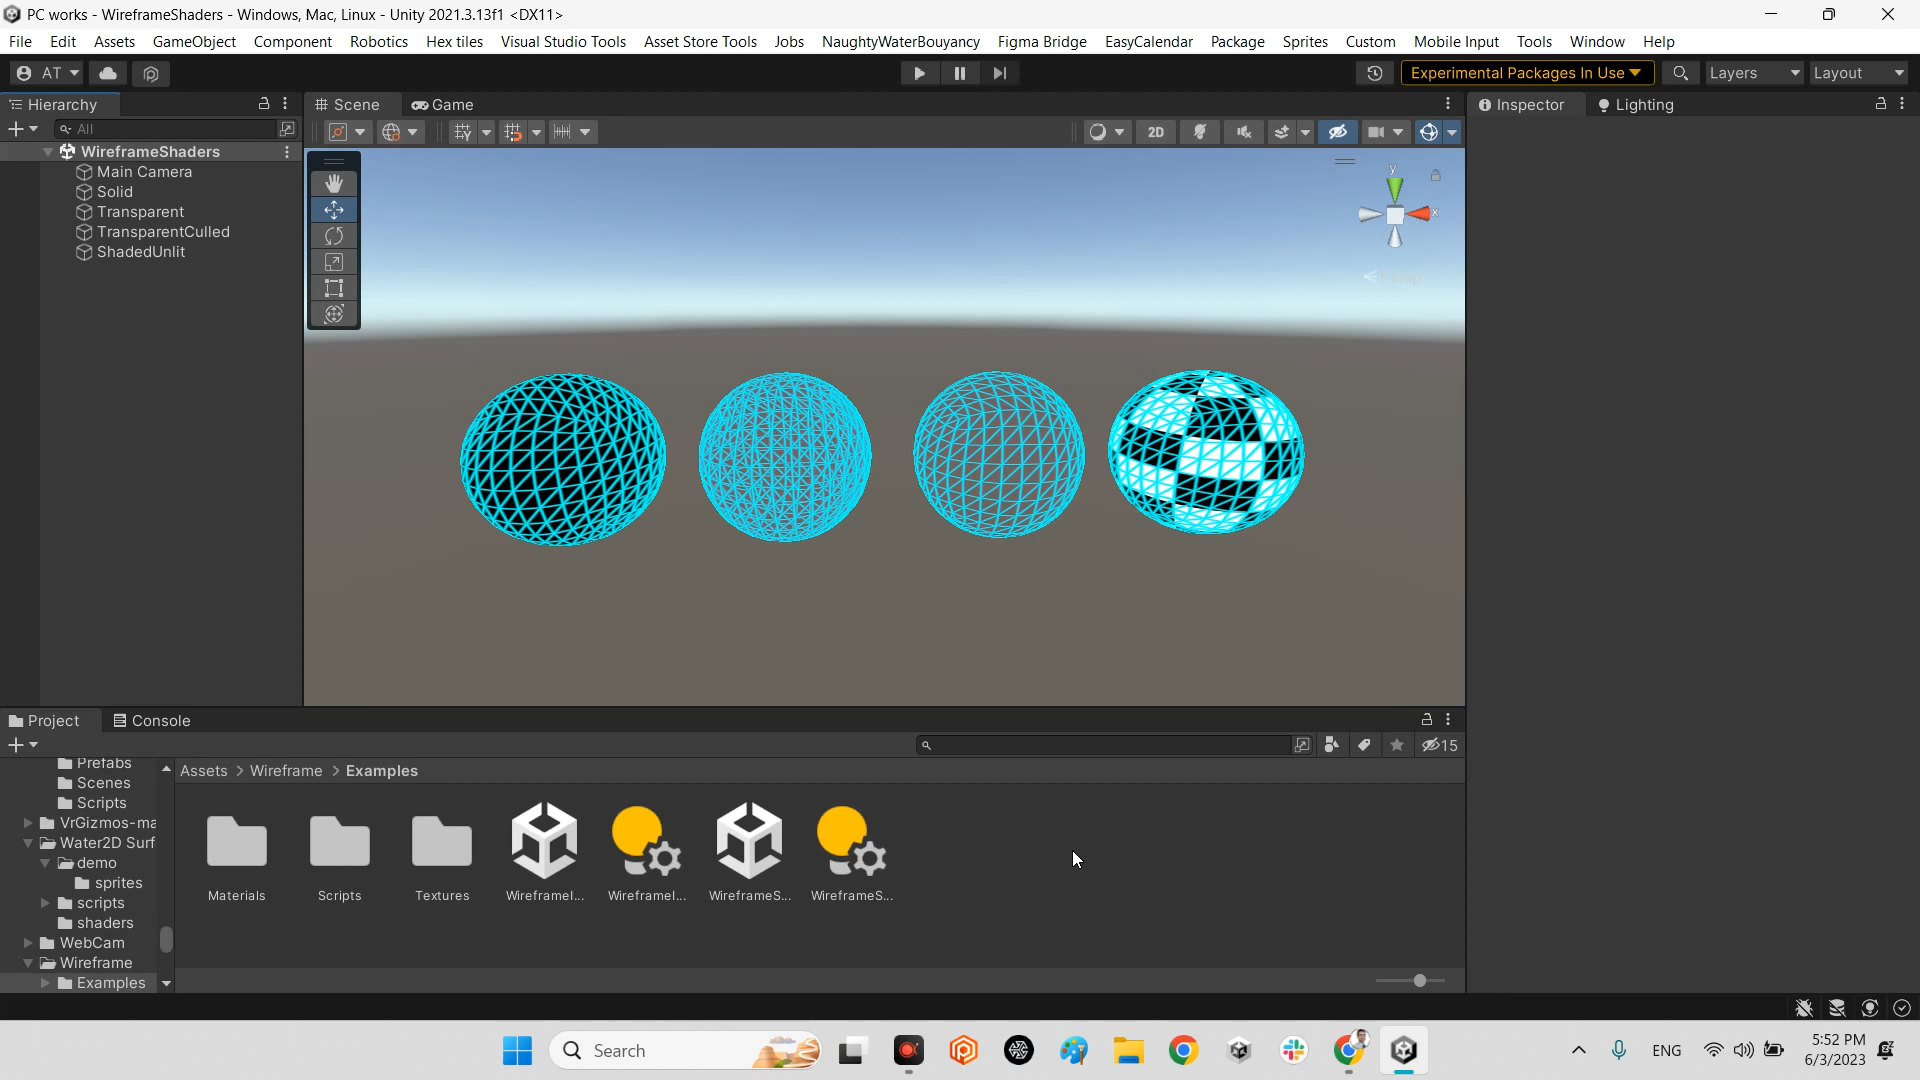 PC works - WireframeShaders - Windows, Mac, Linux - Unity 2021.3.13f1 <DX11>
File Edit Assets GameObject Component Robotics Hex tiles Visual Studio Tools Asset Store Tools Jobs NaughtyWaterBouyancy Figma Bridge EasyCalendar Package Sprites Custom Mobile Input Tools Window Help
AT Experimental Packages In Use Layers Layout
Hierarchy Scene Game Inspector Lighting
All 2D
WireframeShaders
Main Camera
Solid
Transparent
TransparentCulled
ShadedUnlit
y
x
Persp
Project Console
15
Assets > Wireframe > Examples
Prefabs
Scenes
Scripts
VrGizmos-ma
Water2D Surf
demo
sprites
scripts
shaders
WebCam
Wireframe
Examples
Materials Scripts Textures WireframeI... WireframeI... WireframeS... WireframeS...
Search ENG 5:52 PM
6/3/2023